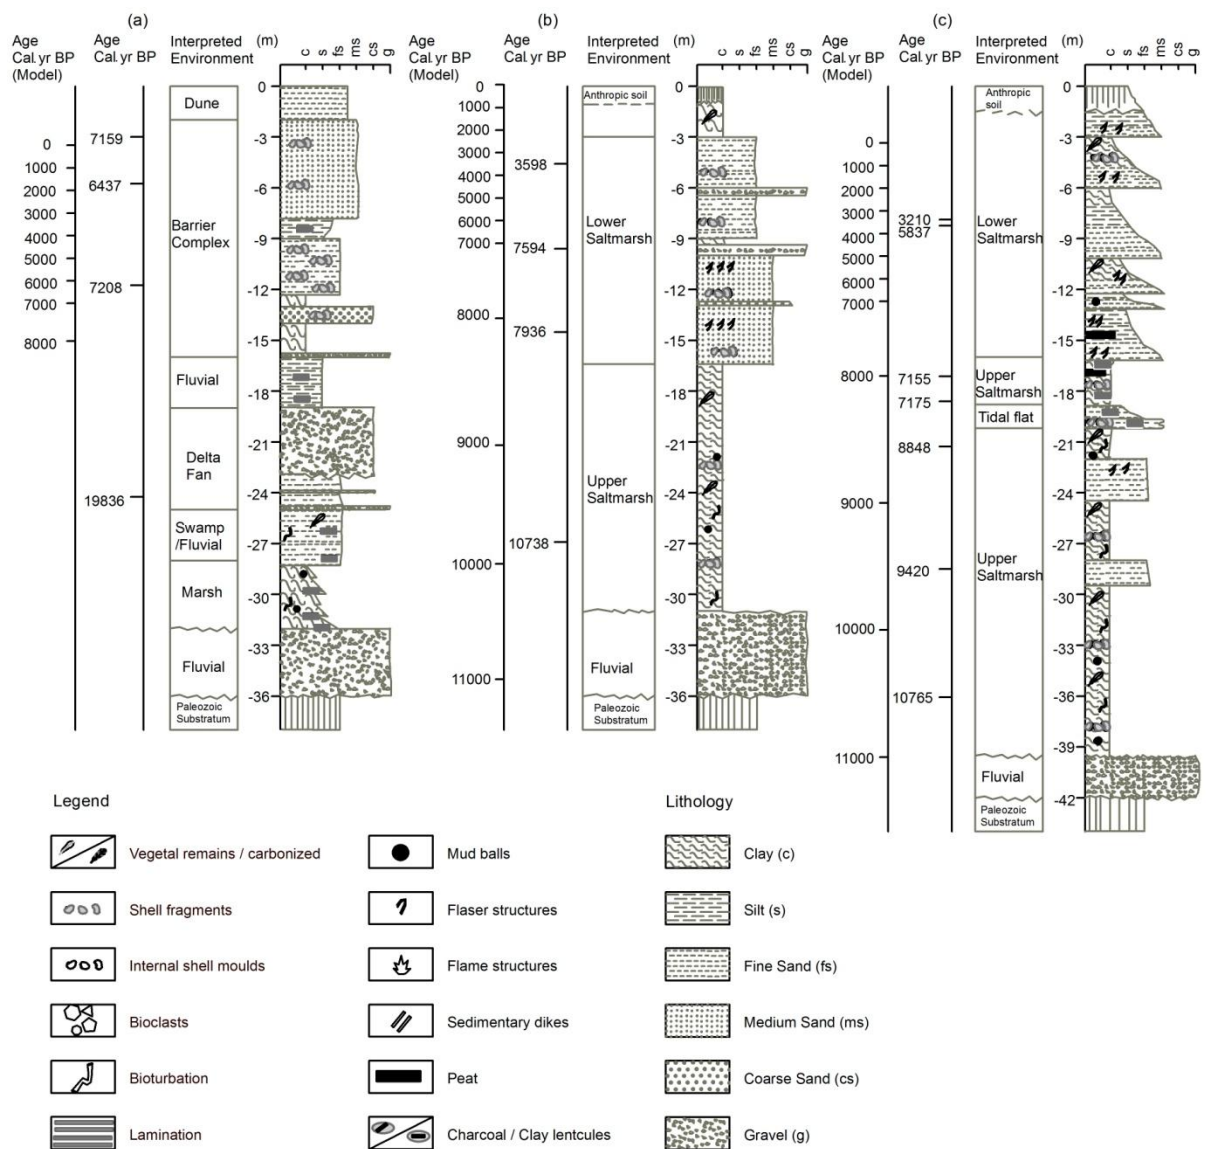 (a)
Age
Cal. yr BP
(Model)
Age
Cal. yr BP
Interpreted
Environment
(m)
c
s
fs
ms
cs
g
0
1000
2000
3000
4000
5000
6000
7000
8000
7159
6437
7208
19836
Dune
Barrier
Complex
Fluvial
Delta
Fan
Swamp
/Fluvial
Marsh
Fluvial
Paleozoic
Substratum
0
-3
-6
-9
-12
-15
-18
-21
-24
-27
-30
-33
-36
(b)
Age
Cal. yr BP
(Model)
Age
Cal. yr BP
Interpreted
Environment
(m)
c
s
fs
ms
cs
g
0
1000
2000
3000
4000
5000
6000
7000
8000
9000
10000
11000
3598
7594
7936
10738
Anthropic soil
Lower
Saltmarsh
Upper
Saltmarsh
Fluvial
Paleozoic
Substratum
0
-3
-6
-9
-12
-15
-18
-21
-24
-27
-30
-33
-36
(c)
Age
Cal. yr BP
(Model)
Age
Cal. yr BP
Interpreted
Environment
(m)
c
s
fs
ms
cs
g
0
1000
2000
3000
4000
5000
6000
7000
8000
9000
10000
11000
3210
5837
7155
7175
8848
9420
10765
Anthropic
soil
Lower
Saltmarsh
Upper
Saltmarsh
Tidal flat
Upper
Saltmarsh
Fluvial
Paleozoic
Substratum
0
-3
-6
-9
-12
-15
-18
-21
-24
-27
-30
-33
-36
-39
-42
Legend
Vegetal remains / carbonized
Shell fragments
Internal shell moulds
Bioclasts
Bioturbation
Lamination
Mud balls
Flaser structures
Flame structures
Sedimentary dikes
Peat
Charcoal / Clay lentcules
Lithology
Clay (c)
Silt (s)
Fine Sand (fs)
Medium Sand (ms)
Coarse Sand (cs)
Gravel (g)